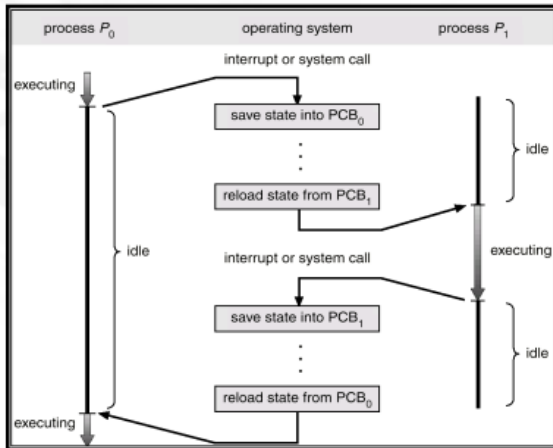 process P₀ operating system process P₁
interrupt or system call
executing
save state into PCB₀
idle
reload state from PCB₁
idle
interrupt or system call
executing
save state into PCB₁
idle
reload state from PCB₀
executing